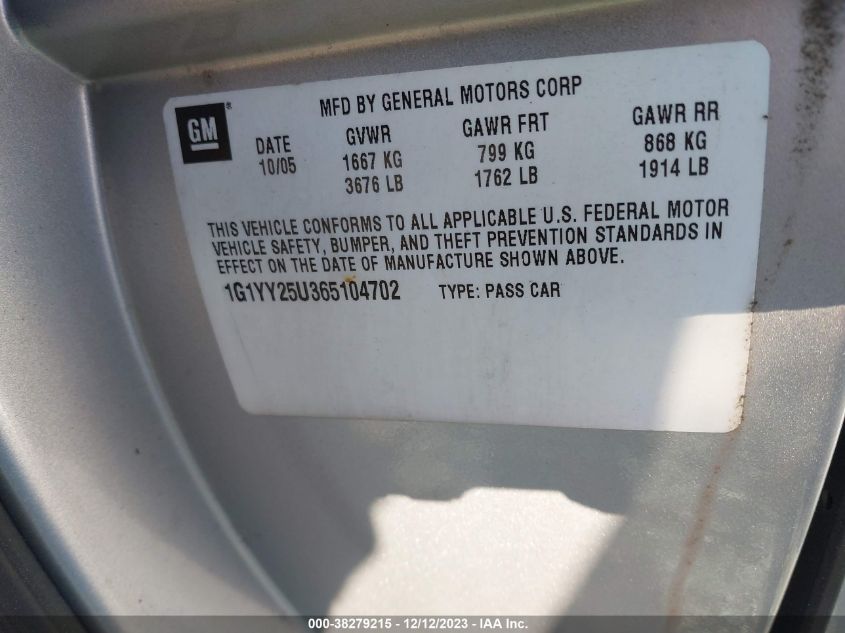 MFD BY GENERAL MOTORS CORP
GM®
DATE GVWR GAWR FRT GAWR RR
10/05 1667 KG 799 KG 868 KG
3676 LB 1762 LB 1914 LB
THIS VEHICLE CONFORMS TO ALL APPLICABLE U.S. FEDERAL MOTOR
VEHICLE SAFETY, BUMPER, AND THEFT PREVENTION STANDARDS IN
EFFECT ON THE DATE OF MANUFACTURE SHOWN ABOVE.
1G1YY25U365104702 TYPE: PASS CAR
000-38279215 - 12/12/2023 - IAA Inc.